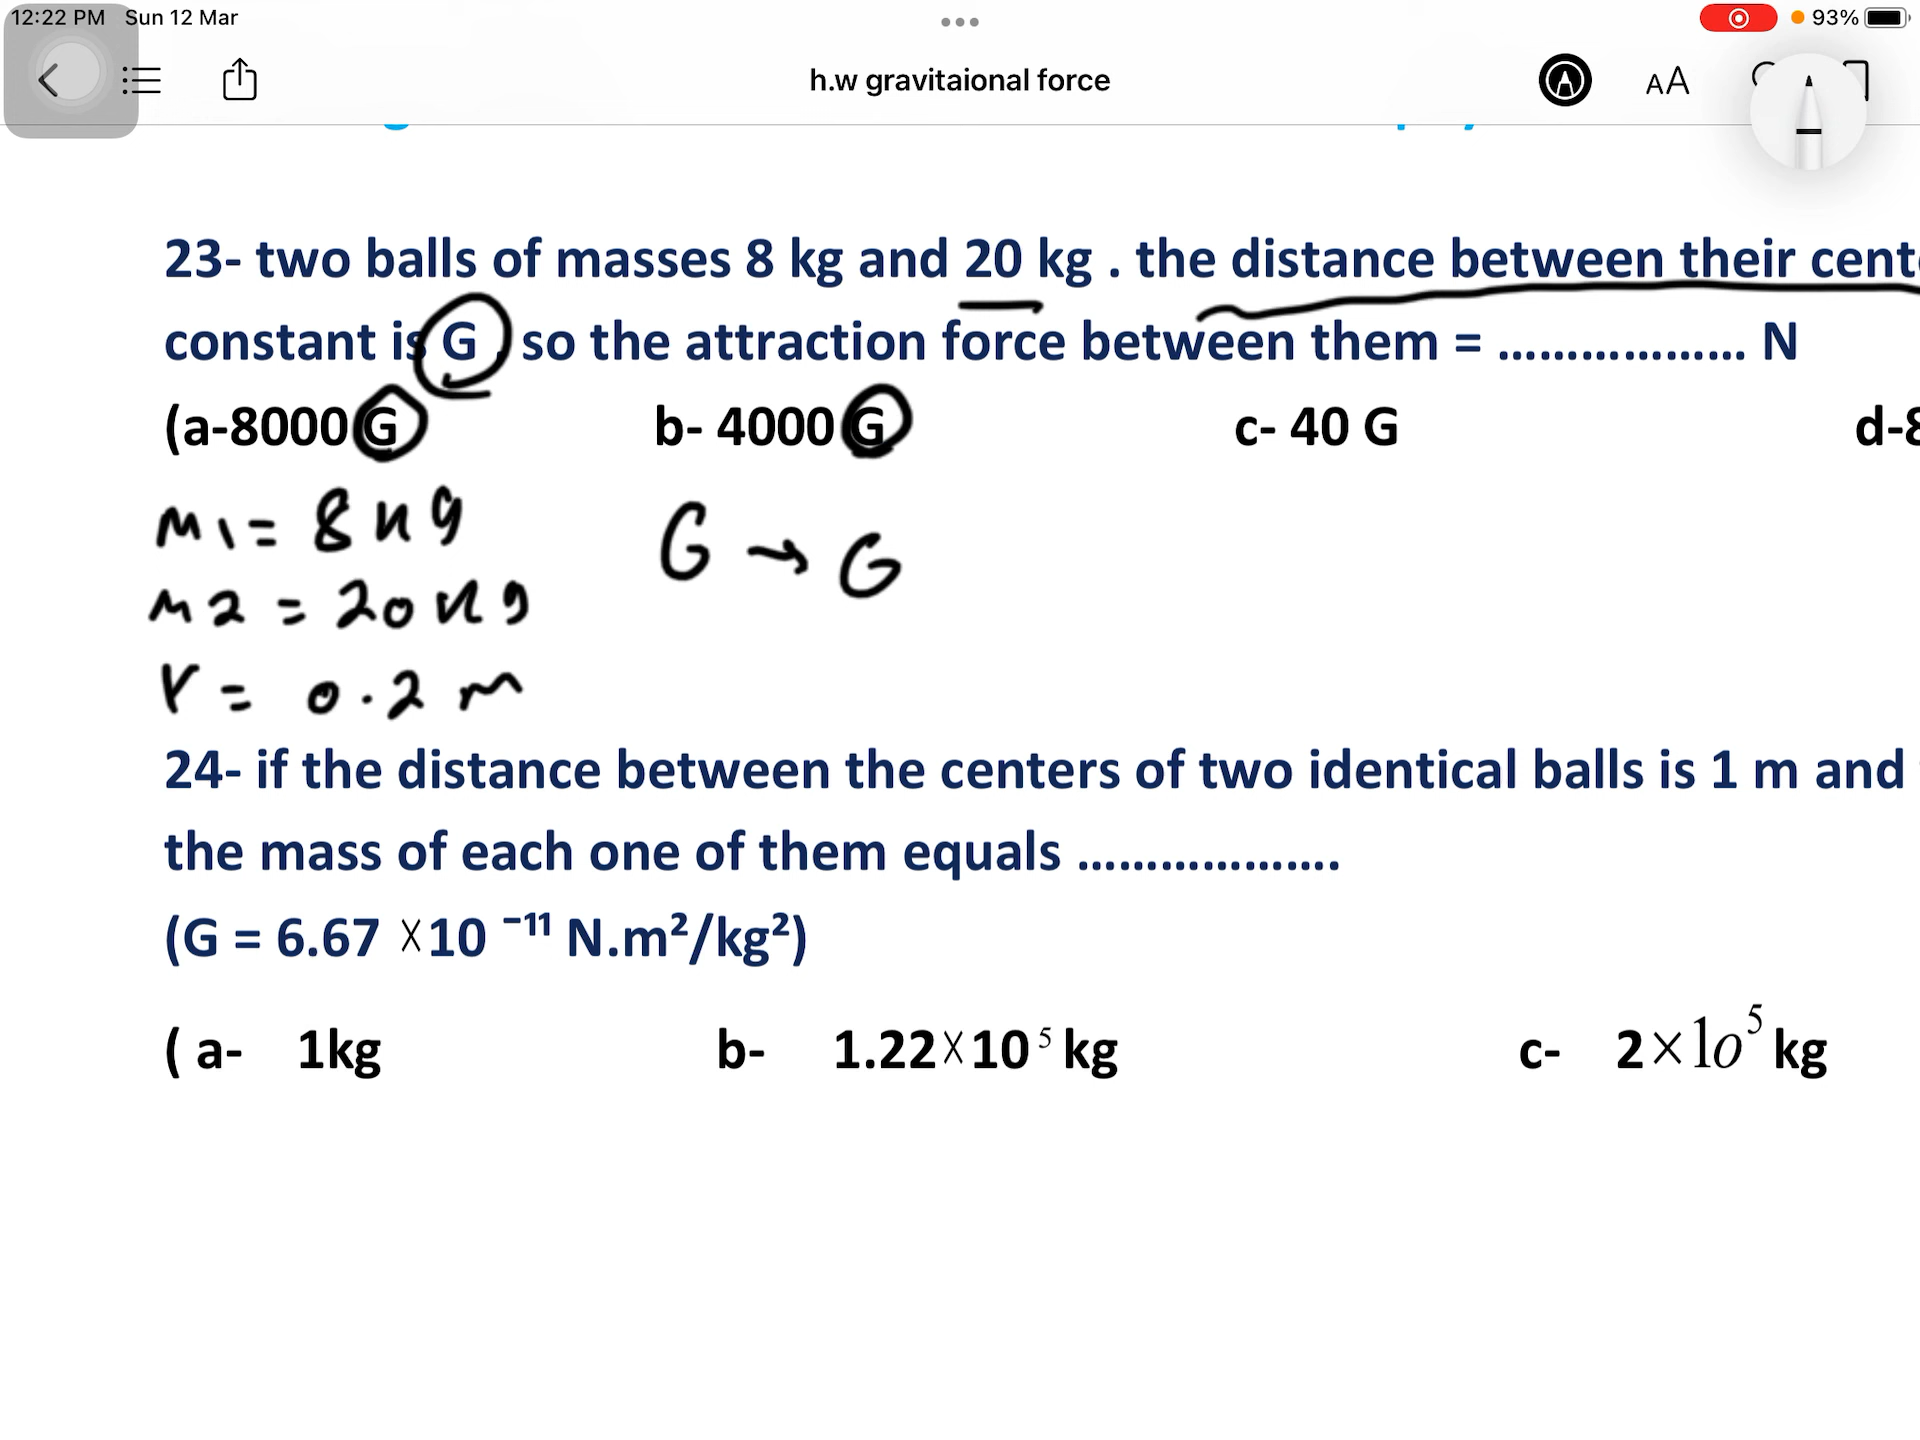 12:22 PM Sun 12 Mar
93%
h.w gravitaional force
AA
23- two balls of masses 8 kg and 20 kg . the distance between their cent
constant is G , so the attraction force between them = .................. N
(a-8000 G b- 4000 G c- 40 G d-8
M1= 8 kg G → G
M2 = 20 kg
r = 0.2 m
24- if the distance between the centers of two identical balls is 1 m and
the mass of each one of them equals ...................
(G = 6.67 ×10 ⁻¹¹ N.m²/kg²)
( a- 1kg b- 1.22×10 ⁵ kg c- 2×10⁵ kg